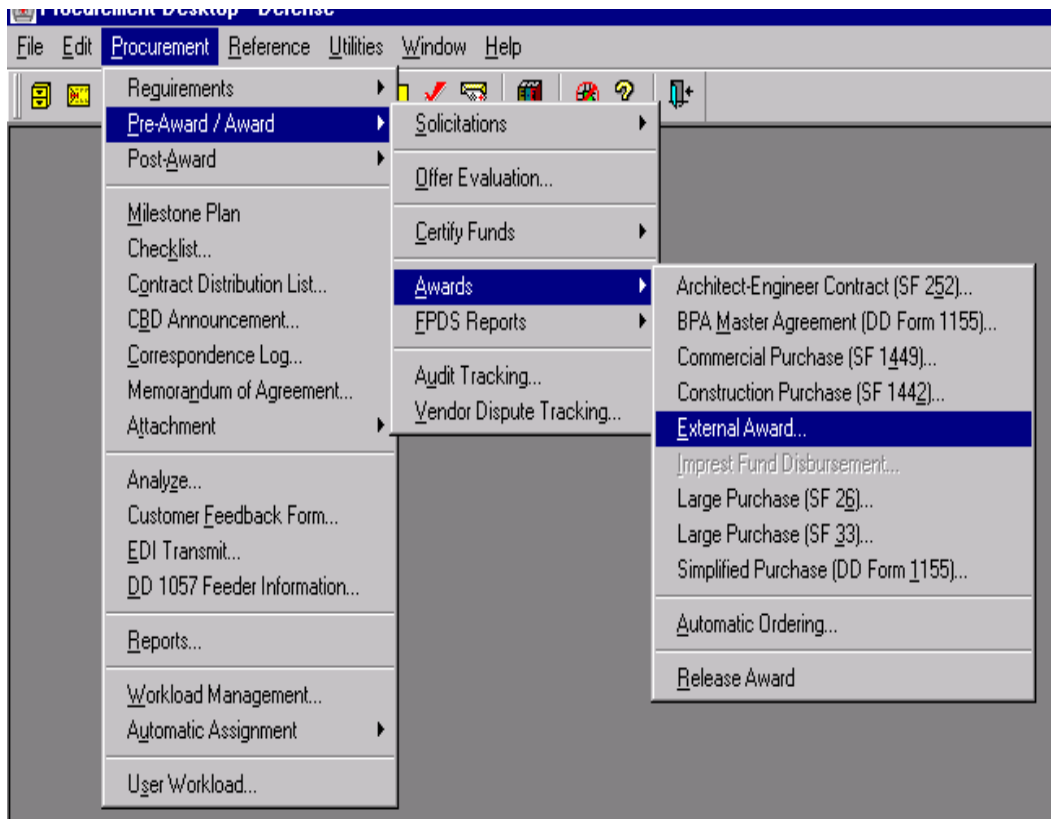 Procurement Desktop - Defense
File Edit Procurement Reference Utilities Window Help
Requirements
Pre-Award / Award
Post-Award
Milestone Plan
Checklist...
Contract Distribution List...
CBD Announcement...
Correspondence Log...
Memorandum of Agreement...
Attachment
Analyze...
Customer Feedback Form...
EDI Transmit...
DD 1057 Feeder Information...
Reports...
Workload Management...
Automatic Assignment
User Workload...
Solicitations
Offer Evaluation...
Certify Funds
Awards
FPDS Reports
Audit Tracking...
Vendor Dispute Tracking...
Architect-Engineer Contract (SF 252)...
BPA Master Agreement (DD Form 1155)...
Commercial Purchase (SF 1449)...
Construction Purchase (SF 1442)...
External Award...
Imprest Fund Disbursement...
Large Purchase (SF 26)...
Large Purchase (SF 33)...
Simplified Purchase (DD Form 1155)...
Automatic Ordering...
Release Award